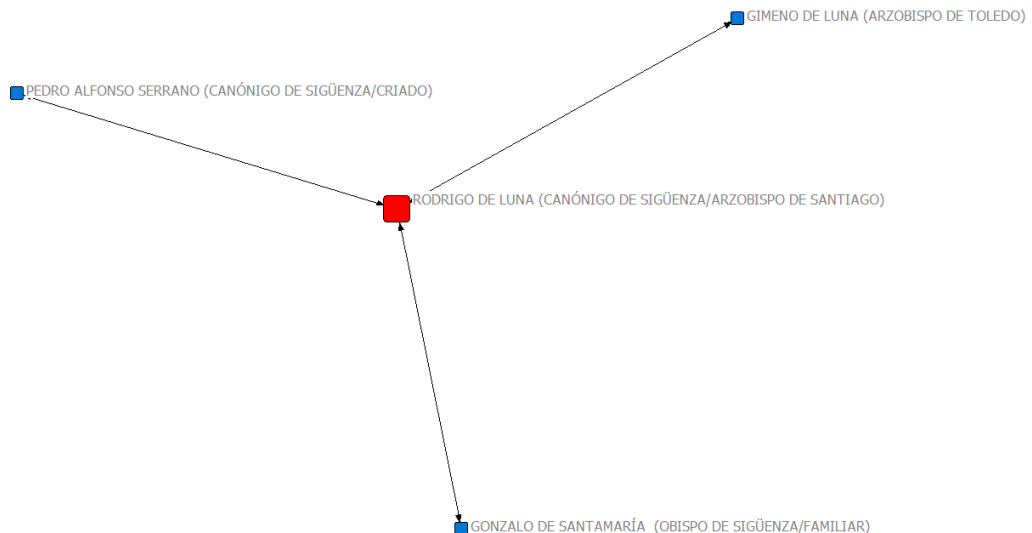 GIMENO DE LUNA (ARZOBISPO DE TOLEDO)
PEDRO ALFONSO SERRANO (CANÓNIGO DE SIGÜENZA/CRIADO)
RODRIGO DE LUNA (CANÓNIGO DE SIGÜENZA/ARZOBISPO DE SANTIAGO)
GONZALO DE SANTAMARÍA (OBISPO DE SIGÜENZA/FAMILIAR)